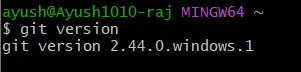 ayush@Ayush1010-raj MINGW64 ~
$ git version
git version 2.44.0.windows.1